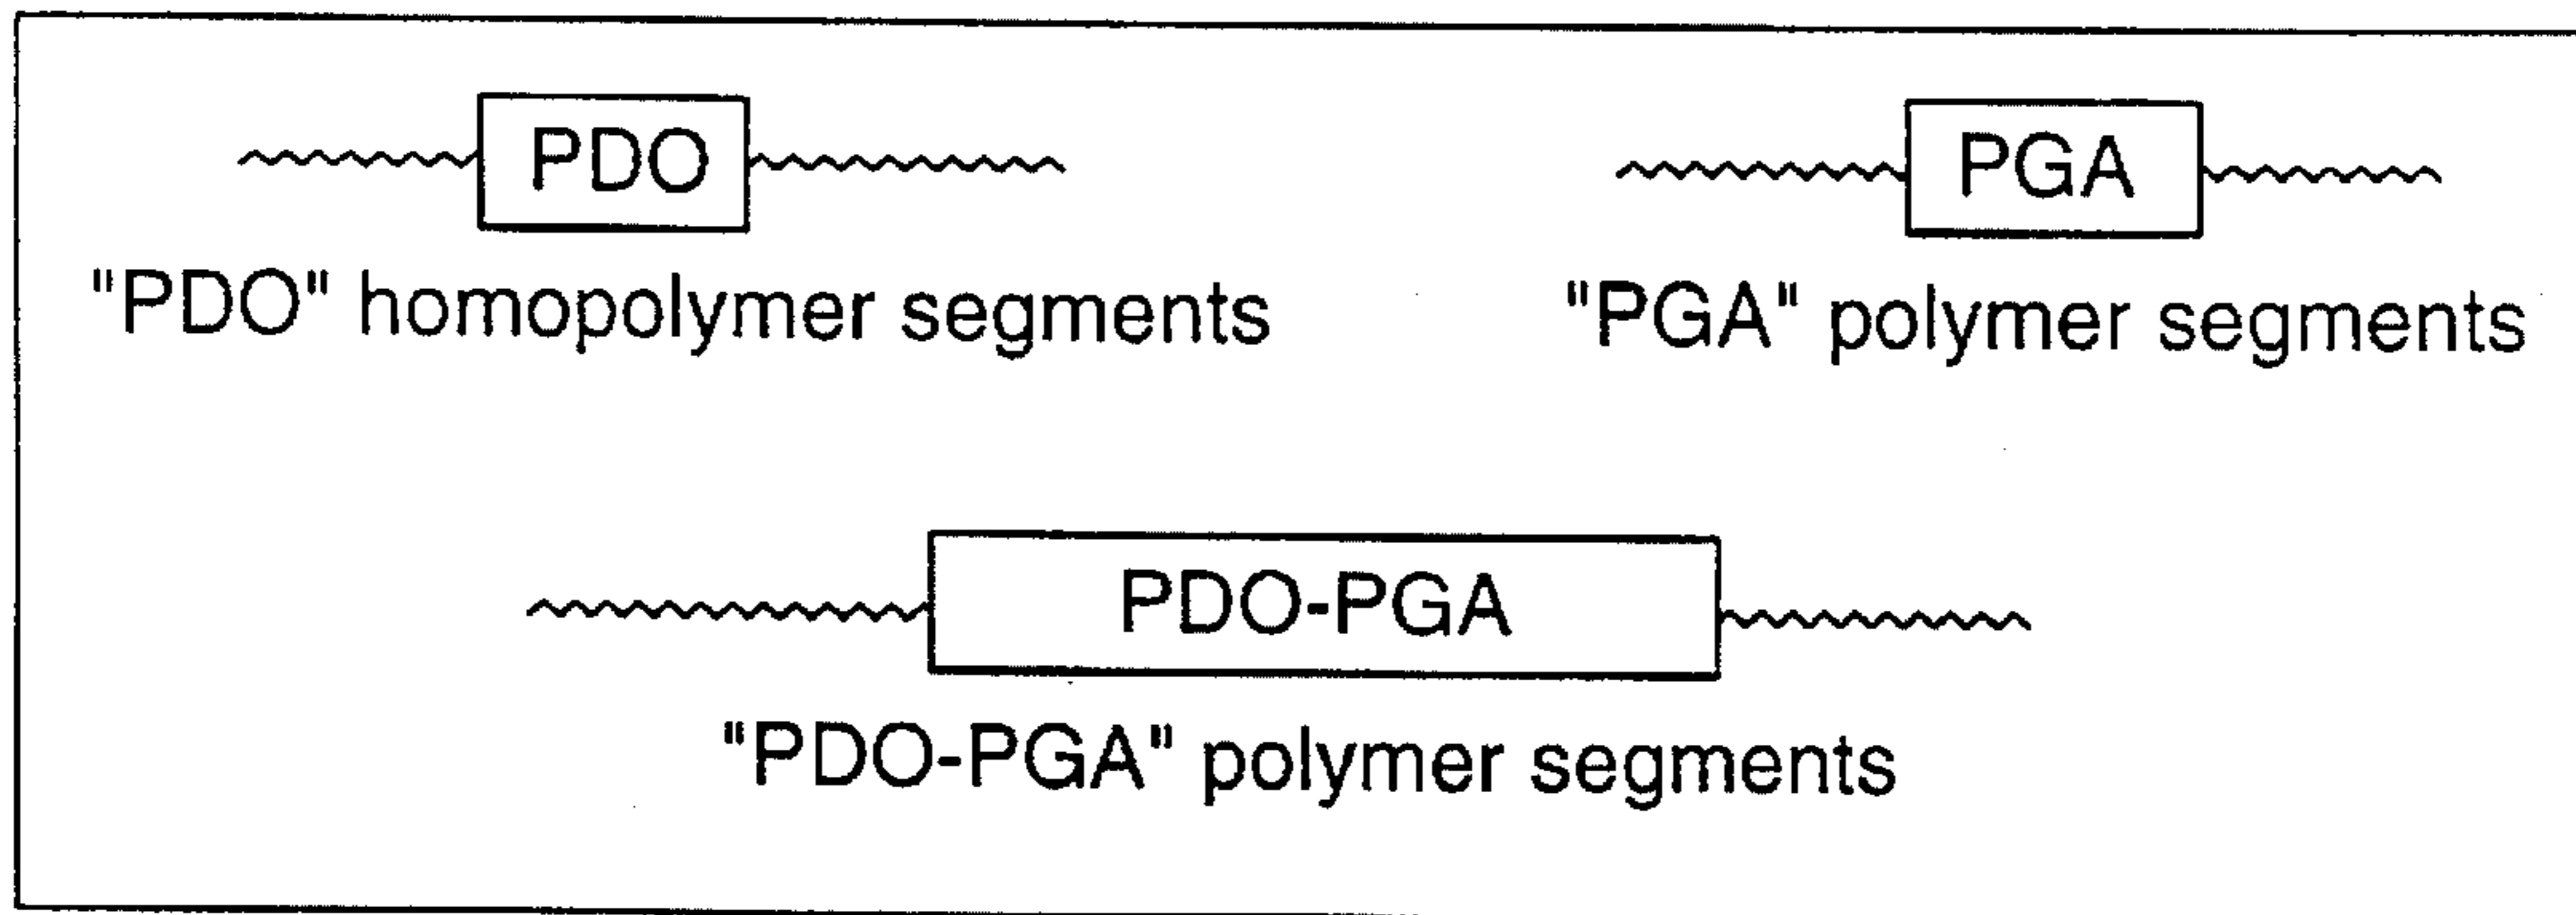 PDO
PGA
"PDO" homopolymer segments
"PGA" polymer segments
PDO-PGA
"PDO-PGA" polymer segments